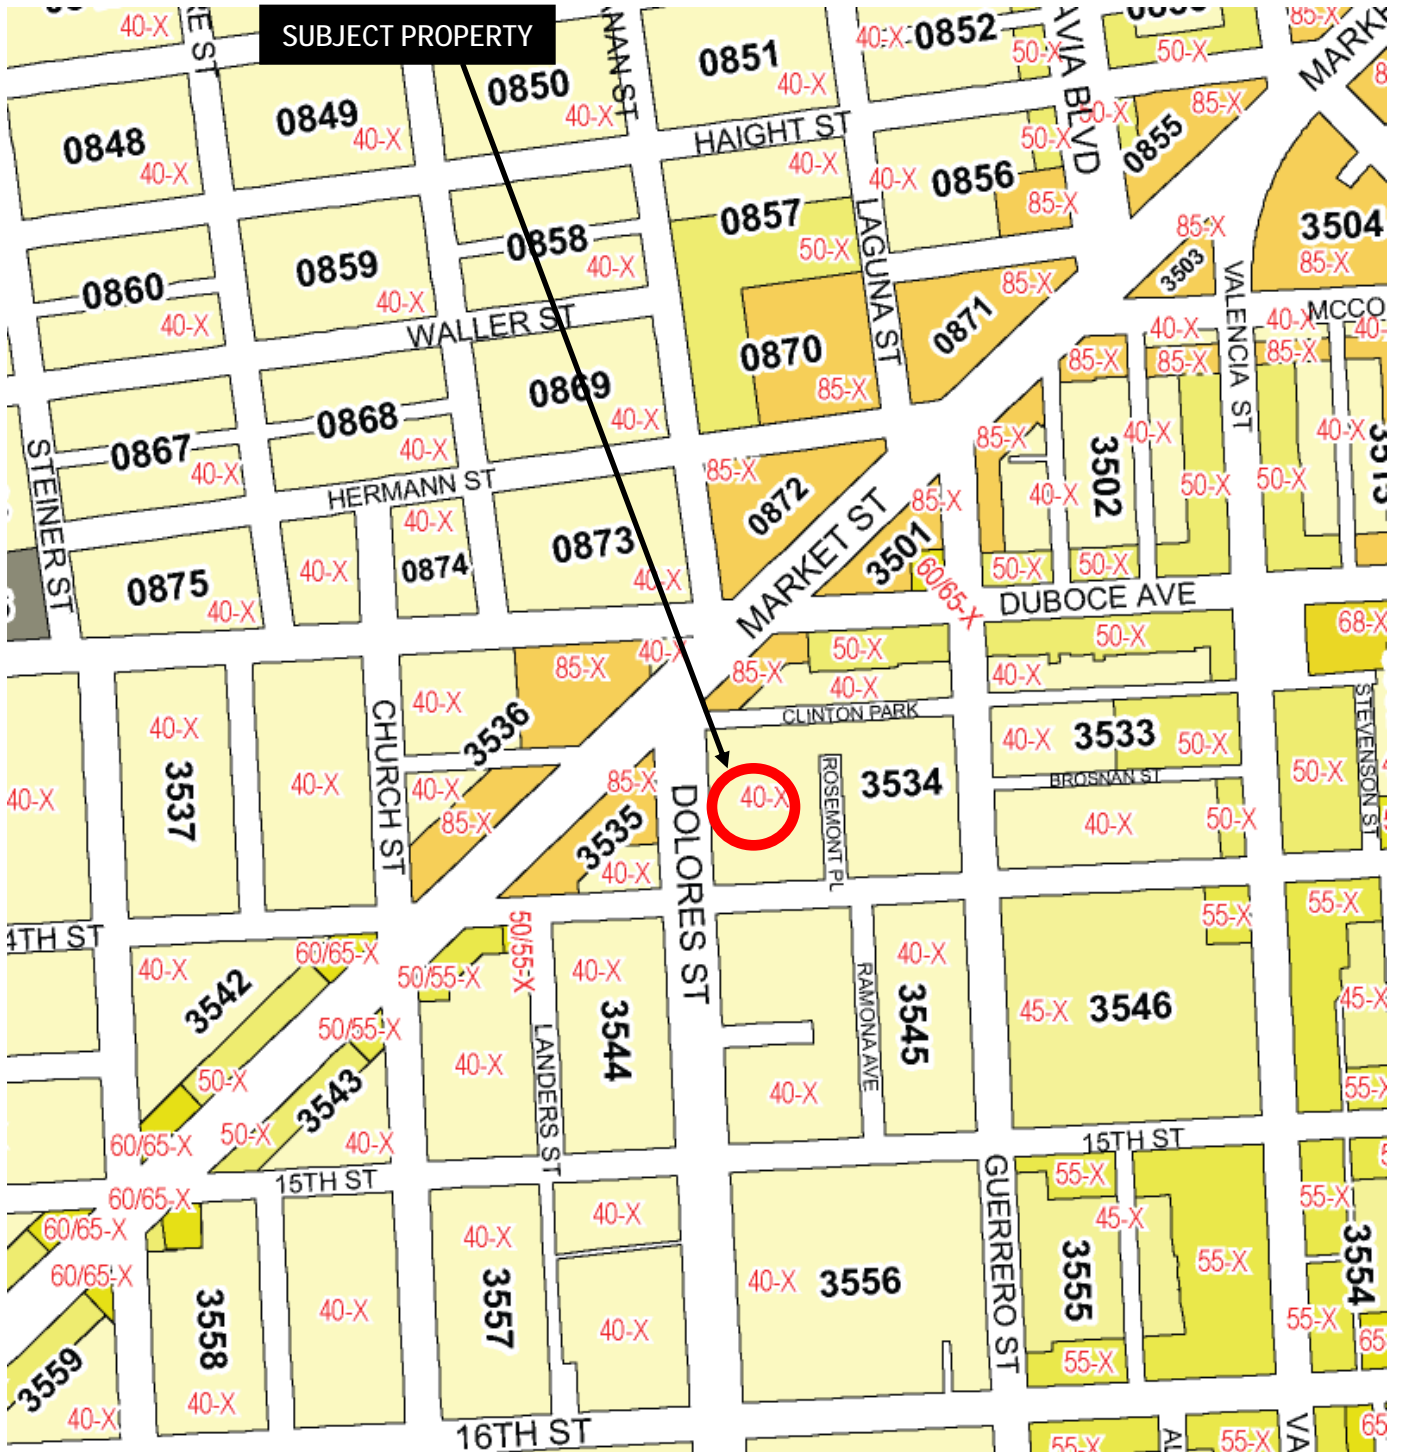 SUBJECT PROPERTY
40-X
40-X
0852
50-X
50-X
85-X
0848
40-X
0849
40-X
0850
40-X
0851
40-X
HAIGHT ST
50-X
85-X
50-X
0855
40-X
40-X
0856
85-X
0857
50-X
LAGUNA ST
85-X
3503
3504
85-X
0860
40-X
0859
40-X
0858
40-X
WALLER ST
0870
85-X
0871
85-X
VALENCIA ST
40-X
40-X
85-X
85-X
85-X
0867
40-X
0868
40-X
0869
40-X
STEINER ST
HERMANN ST
85-X
0872
MARKET ST
85-X
3501
60/65-X
85-X
40-X
3502
40-X
50-X
50-X
40-X
50-X
50-X
0875
40-X
40-X
40-X
0874
0873
40-X
DUBOCE AVE
68-X
40-X
3537
CHURCH ST
40-X
3536
85-X
40-X
40-X
85-X
85-X
50-X
40-X
CLINTON PARK
50-X
40-X
40-X
3533
50-X
BROSNAN ST
40-X
50-X
50-X
STEVENSON ST
40-X
3535
85-X
40-X
DOLORES ST
40-X
ROSEMONT PL
3534
40-X
3542
60/65-X
50-X
60/65-X
50/55-X
3543
50-X
40-X
50/55-X
50/55-X
40-X
LANDERS ST
40-X
3544
40-X
RAMONA AVE
40-X
3545
45-X
3546
55-X
55-X
45-X
55-X
15TH ST
15TH ST
60/65-X
60/65-X
60/65-X
3559
40-X
3558
40-X
40-X
40-X
3557
40-X
40-X
40-X
3556
GUERRERO ST
55-X
45-X
3555
55-X
55-X
55-X
3554
55-X
16TH ST
55-X
55-X